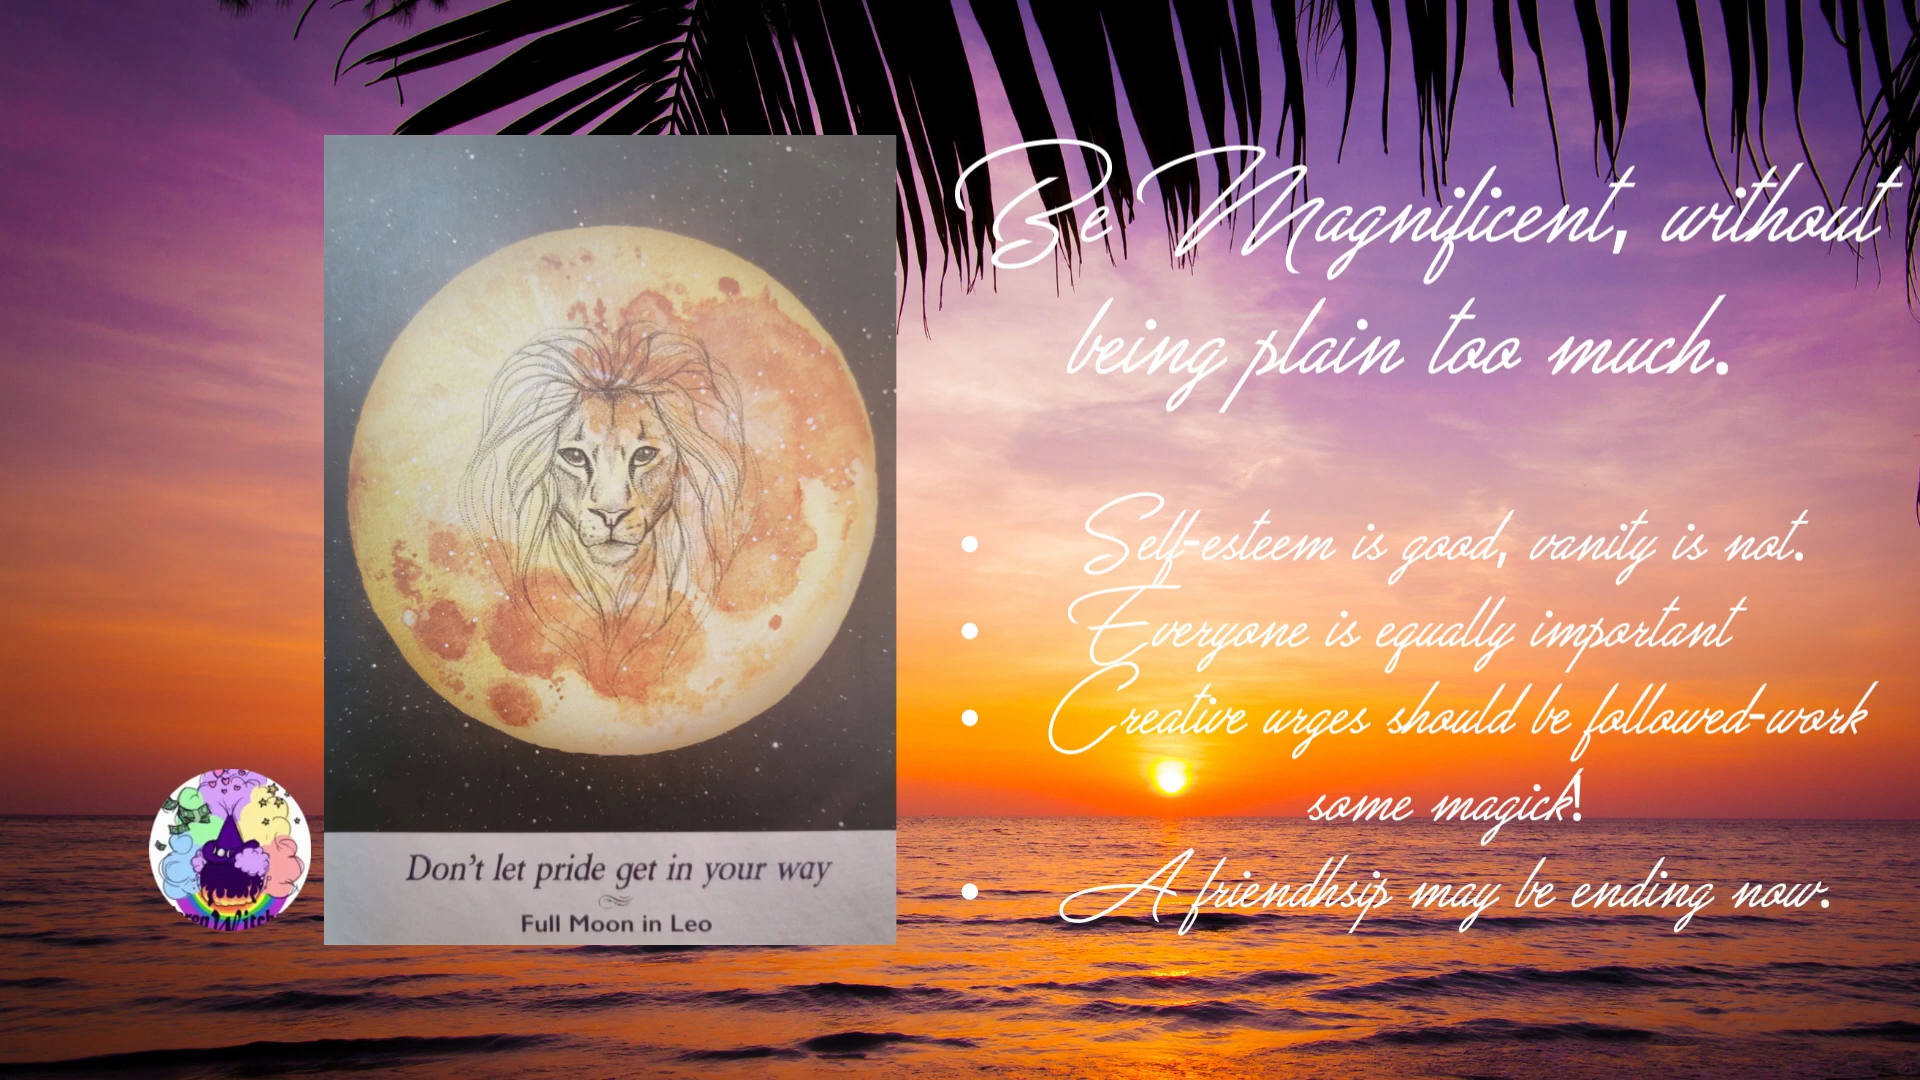 Be Magnificent, without
being plain too much.
• Self-esteem is good, vanity is not.
• Everyone is equally important
• Creative urges should be followed-work
some magick!
• A friendhsip may be ending now.
Don't let pride get in your way
Full Moon in Leo